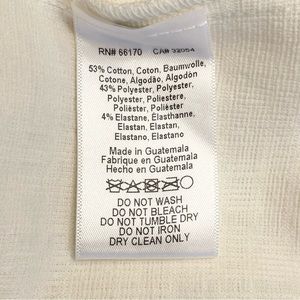 RN# 66170 CA# 32054
53% Cotton, Coton, Baumwolle,
Cotone, Algodão, Algodón
43% Polyester, Polyester,
Polyester, Poliestere,
Poliéster, Poliéster
4% Elastane, Élasthanne,
Elastan, Elastan,
Elastano, Elastano
Made in Guatemala
Fabrique en Guatemala
Hecho en Guatemala
DO NOT WASH
DO NOT BLEACH
DO NOT TUMBLE DRY
DO NOT IRON
DRY CLEAN ONLY